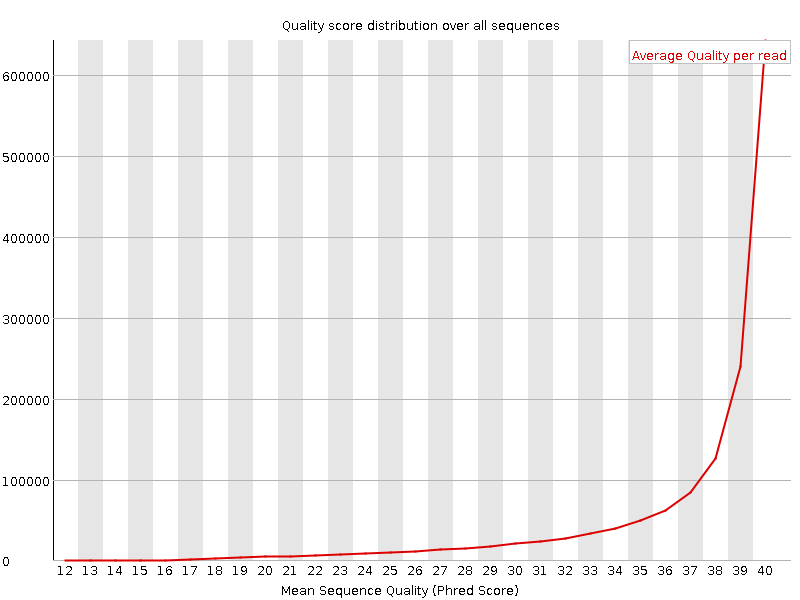 Quality score distribution over all sequences
Average Quality per read
600000
500000
400000
300000
200000
100000
0
12 13 14 15 16 17 18 19 20 21 22 23 24 25 26 27 28 29 30 31 32 33 34 35 36 37 38 39 40
Mean Sequence Quality (Phred Score)